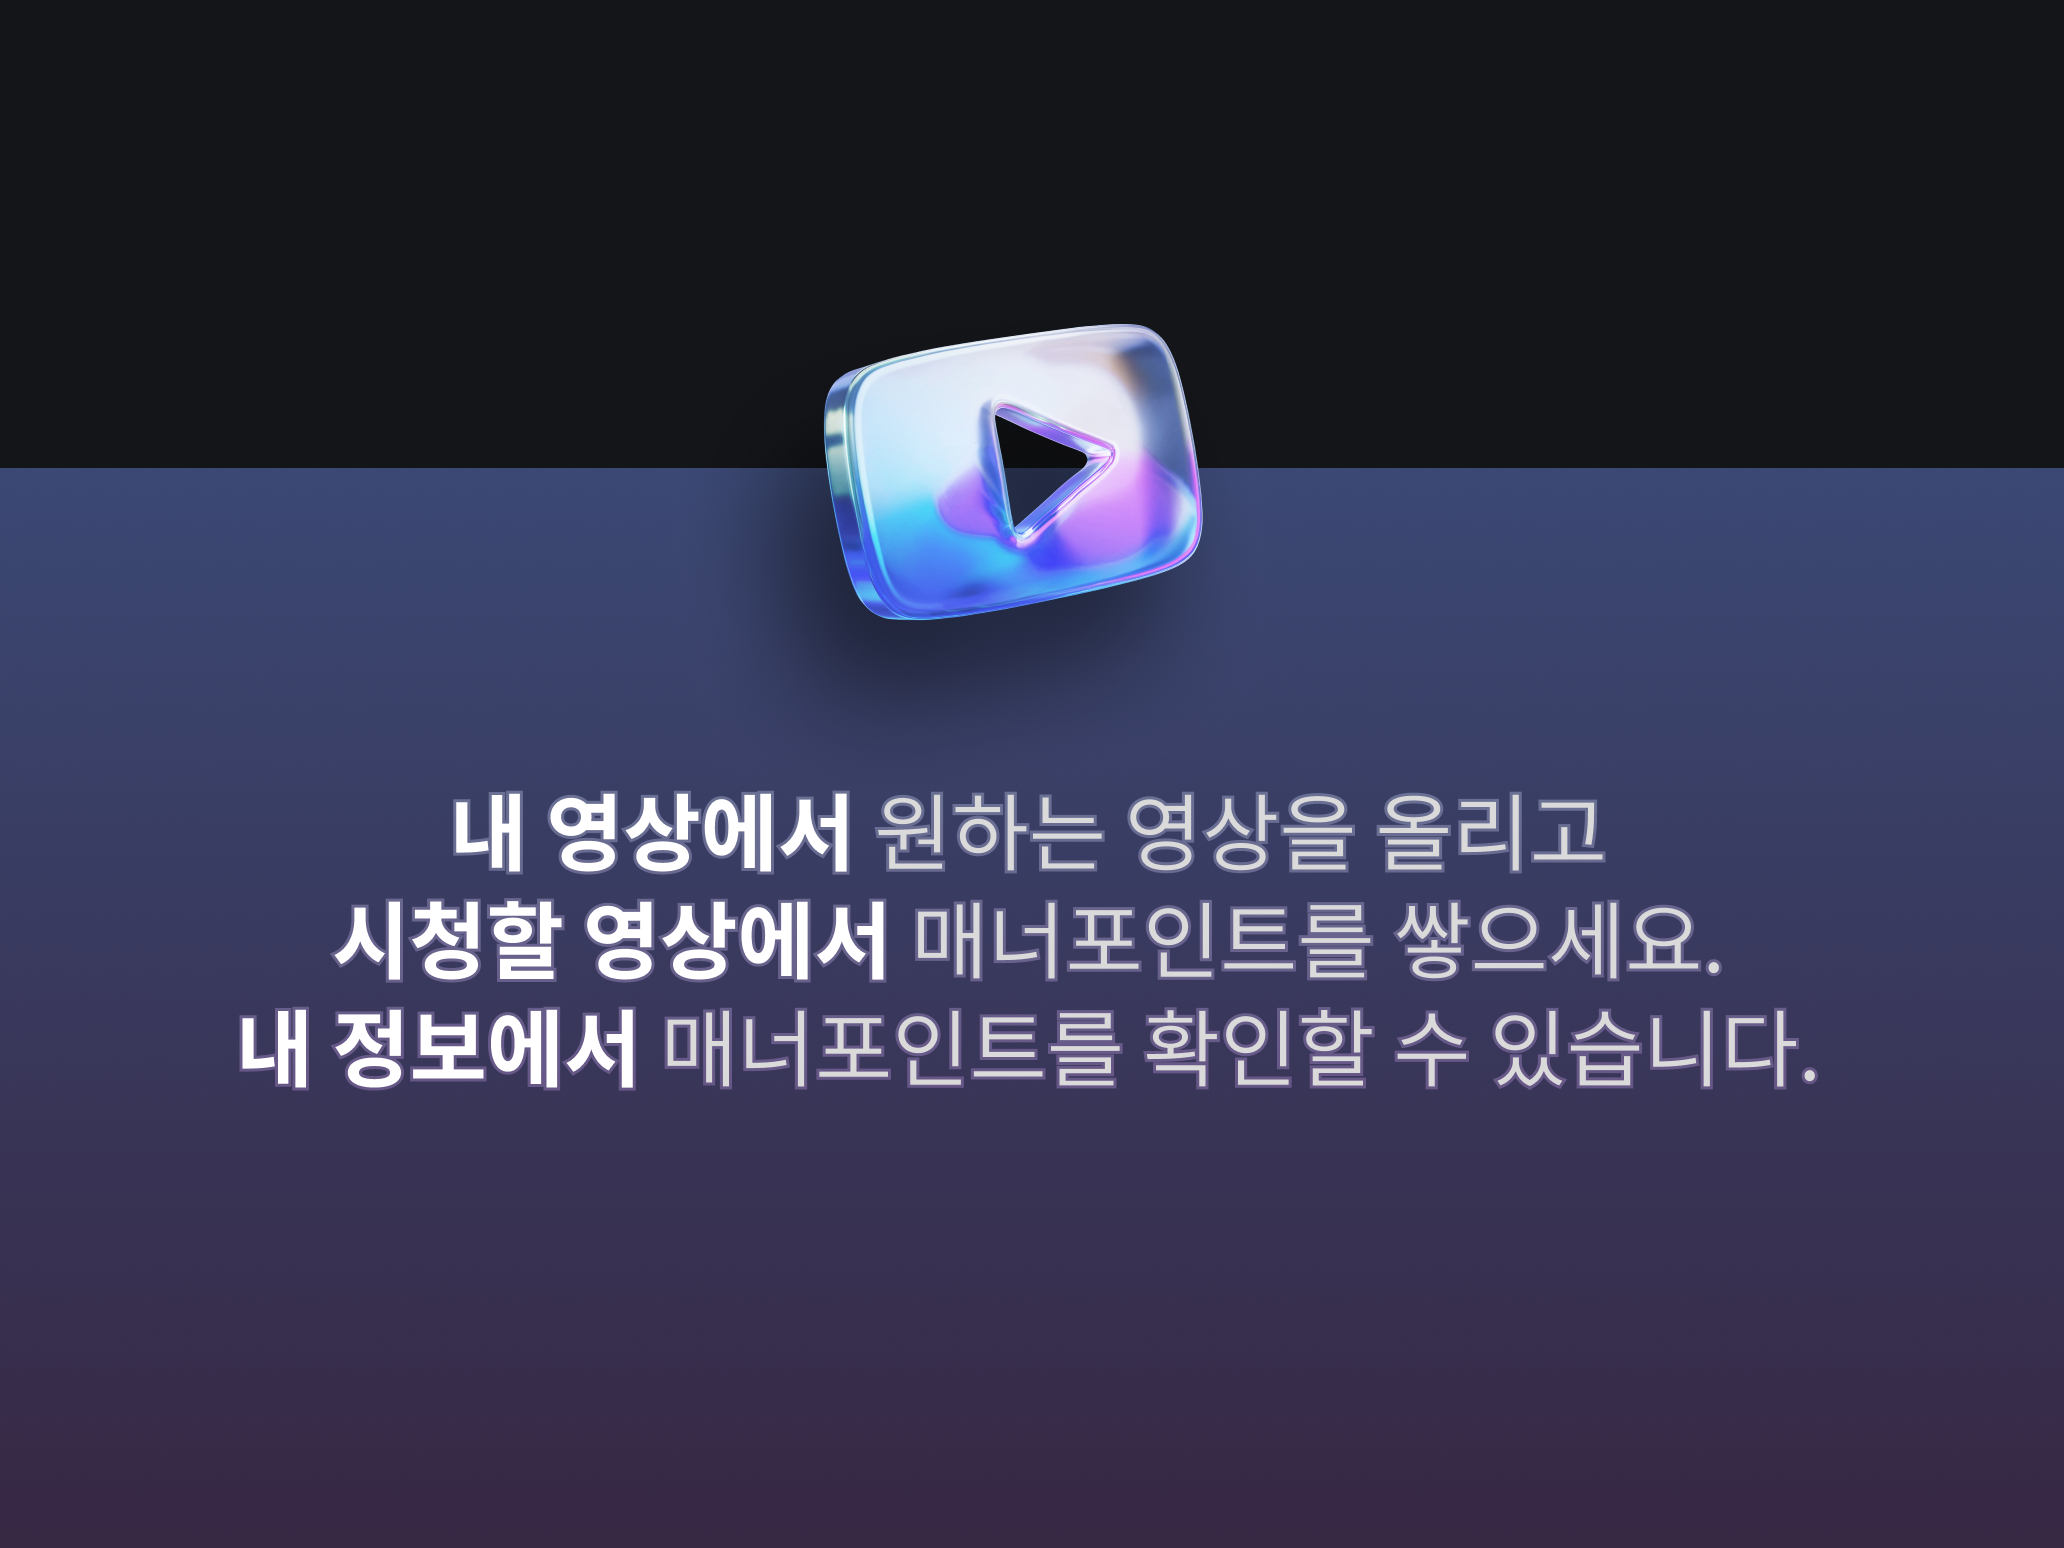 내 영상에서 원하는 영상을 올리고
시청할 영상에서 매너포인트를 쌓으세요.
내 정보에서 매너포인트를 확인할 수 있습니다.